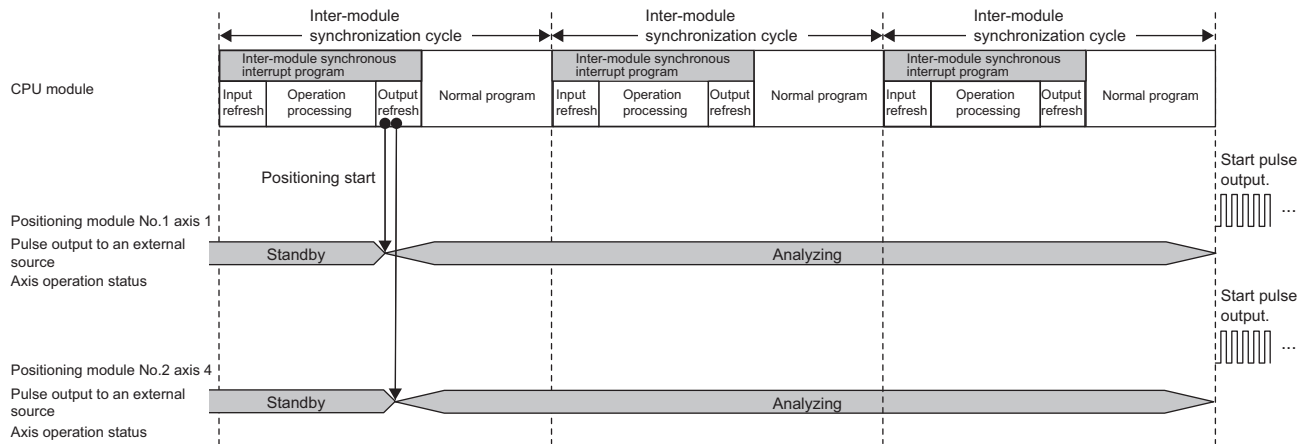 Inter-module
synchronization cycle
Inter-module
synchronization cycle
Inter-module
synchronization cycle
CPU module
Inter-module synchronous
interrupt program
Input
refresh
Operation
processing
Output
refresh
Normal program
Inter-module synchronous
interrupt program
Input
refresh
Operation
processing
Output
refresh
Normal program
Inter-module synchronous
interrupt program
Input
refresh
Operation
processing
Output
refresh
Normal program
Positioning start
Start pulse
output.
...
Positioning module No.1 axis 1
Pulse output to an external
source
Axis operation status
Standby
Analyzing
Start pulse
output.
...
Positioning module No.2 axis 4
Pulse output to an external
source
Axis operation status
Standby
Analyzing